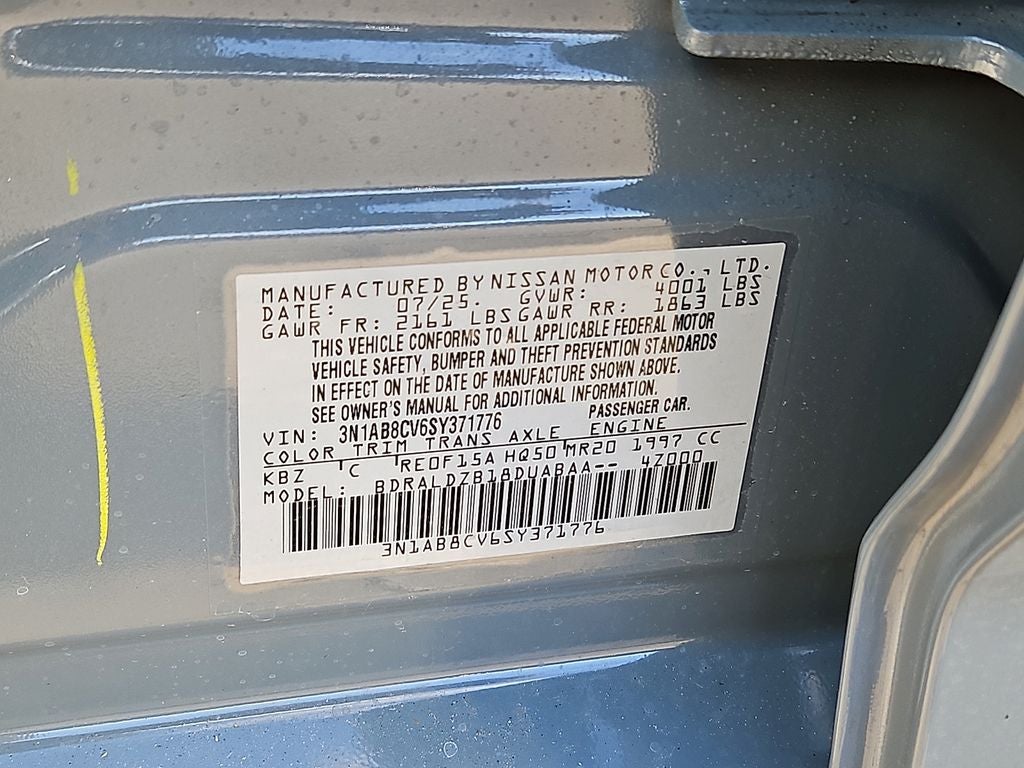 MANUFACTURED BY NISSAN MOTOR CO., LTD.
DATE: 07/25. GVWR: 4001 LBS
GAWR FR: 2161 LBS GAWR RR: 1863 LBS
THIS VEHICLE CONFORMS TO ALL APPLICABLE FEDERAL MOTOR
VEHICLE SAFETY, BUMPER AND THEFT PREVENTION STANDARDS
IN EFFECT ON THE DATE OF MANUFACTURE SHOWN ABOVE.
SEE OWNER'S MANUAL FOR ADDITIONAL INFORMATION.
VIN: 3N1AB8CV6SY371776 PASSENGER CAR.
COLOR TRIM TRANS AXLE ENGINE
KBZ C RE0F15A HQ50 MR20 1997 CC
MODEL: BDRALDZB18DUABAA-- 4Z000
3N1AB8CV6SY371776